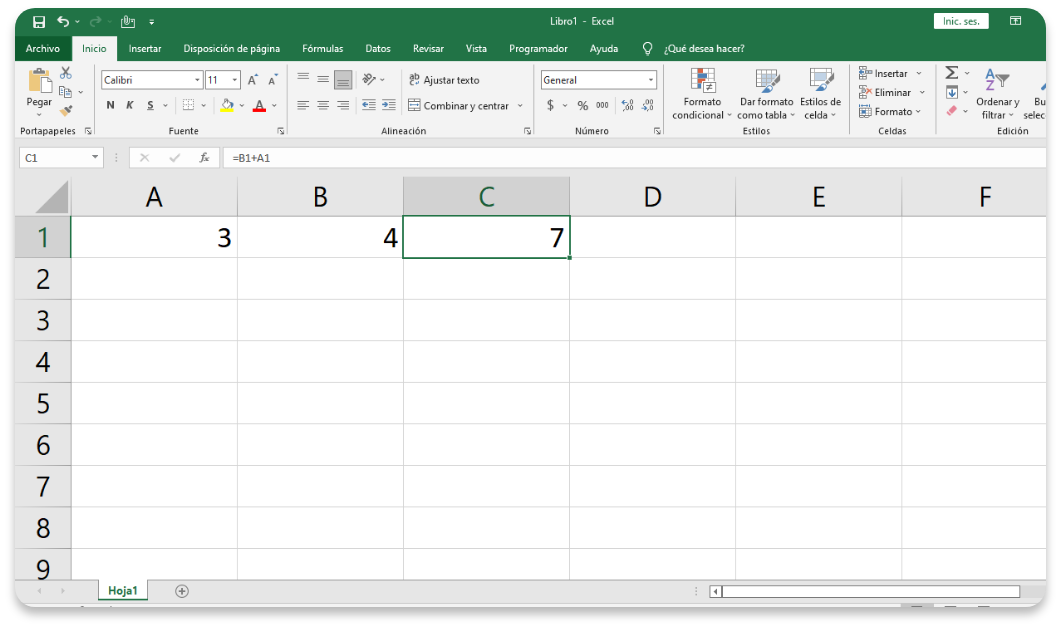 Libro1 - Excel
Inic. ses.
Archivo Inicio Insertar Disposición de página Fórmulas Datos Revisar Vista Programador Ayuda ¿Qué desea hacer?
Pegar
Portapapeles
Calibri 11
N K S
Fuente
Ajustar texto
Combinar y centrar
Alineación
General
$ % 000
Número
Formato condicional
Dar formato como tabla
Estilos de celda
Estilos
Insertar
Eliminar
Formato
Celdas
Ordenar y filtrar
Edición
C1 fx =B1+A1
A B C D E F
1 3 4 7
2
3
4
5
6
7
8
9
Hoja1